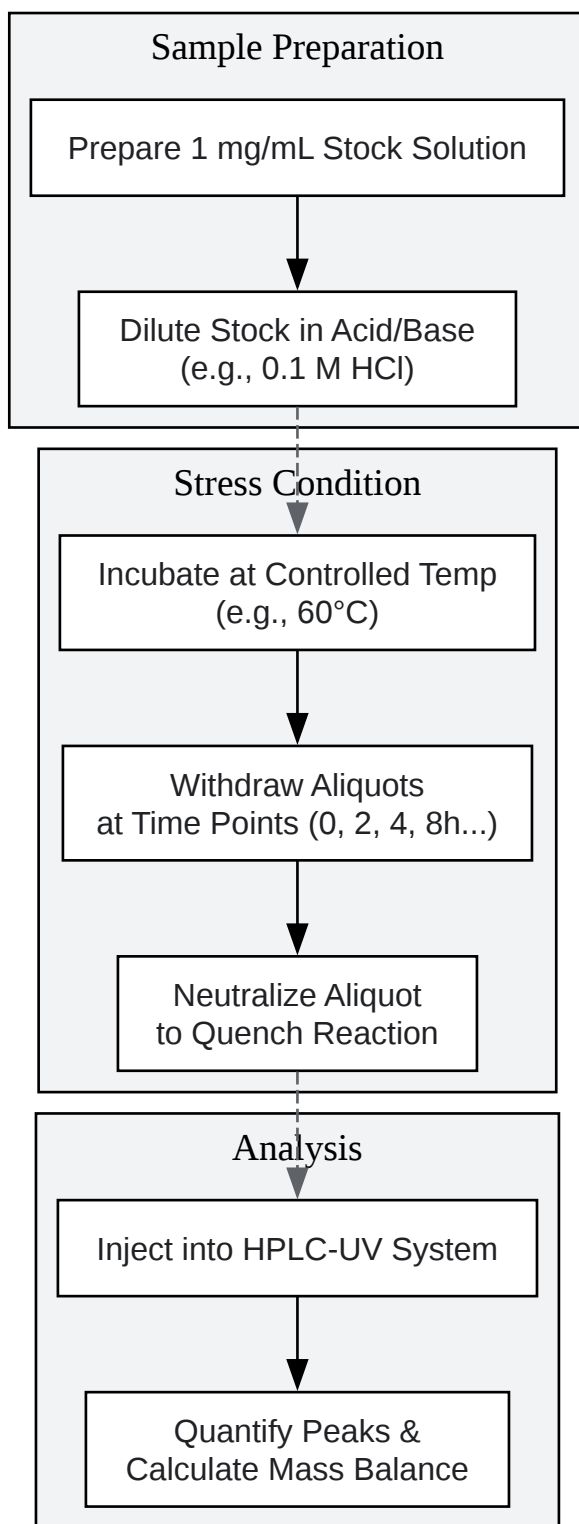 Sample Preparation
Prepare 1 mg/mL Stock Solution
Dilute Stock in Acid/Base
(e.g., 0.1 M HCl)
Stress Condition
Incubate at Controlled Temp
(e.g., 60°C)
Withdraw Aliquots
at Time Points (0, 2, 4, 8h...)
Neutralize Aliquot
to Quench Reaction
Analysis
Inject into HPLC-UV System
Quantify Peaks &
Calculate Mass Balance